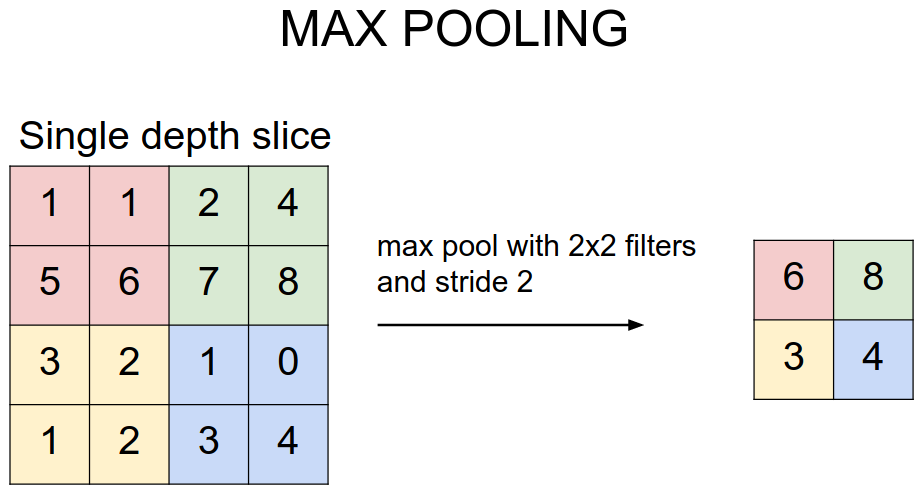 MAX POOLING
Single depth slice
1 1 2 4
5 6 7 8
3 2 1 0
1 2 3 4
max pool with 2x2 filters
and stride 2
6 8
3 4